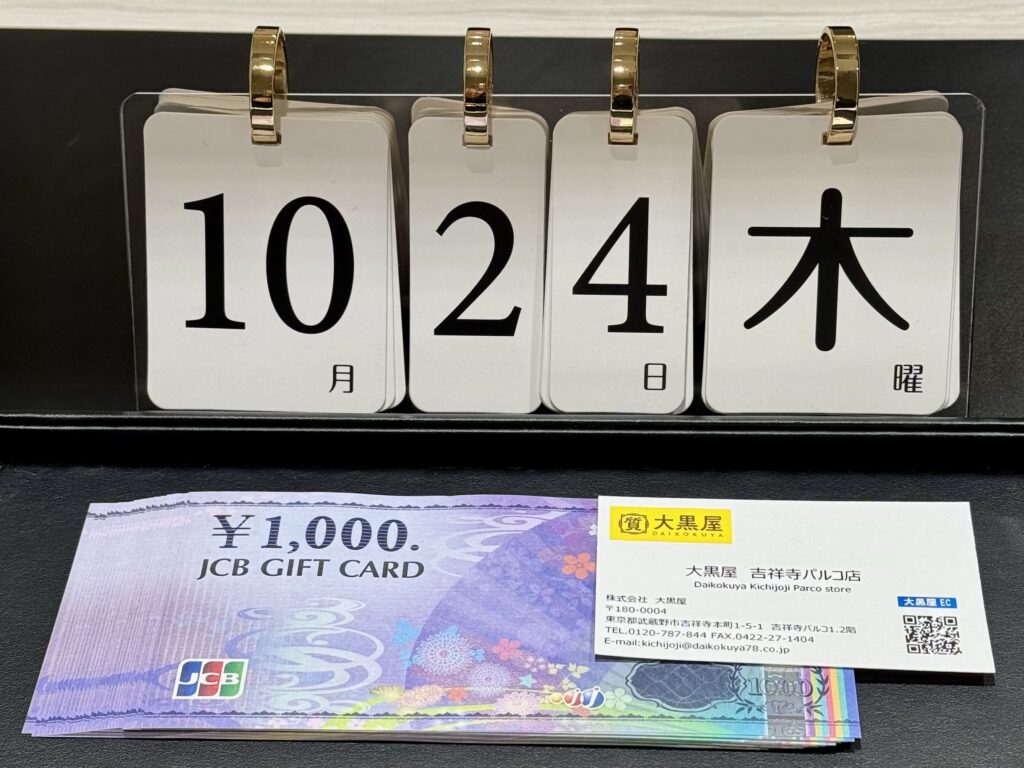 10
月
2
4
日
木
曜
¥1,000.
JCB GIFT CARD
JCB
1000
質 大黒屋
DAIKOKUYA
大黒屋 吉祥寺パルコ店
Daikokuya Kichijoji Parco store
株式会社 大黒屋
〒180-0004
東京都武蔵野市吉祥寺本町1-5-1 吉祥寺パルコ1.2階
TEL.0120-787-844 FAX.0422-27-1404
E-mail:kichijoji@daikokuya78.co.jp
大黒屋 EC